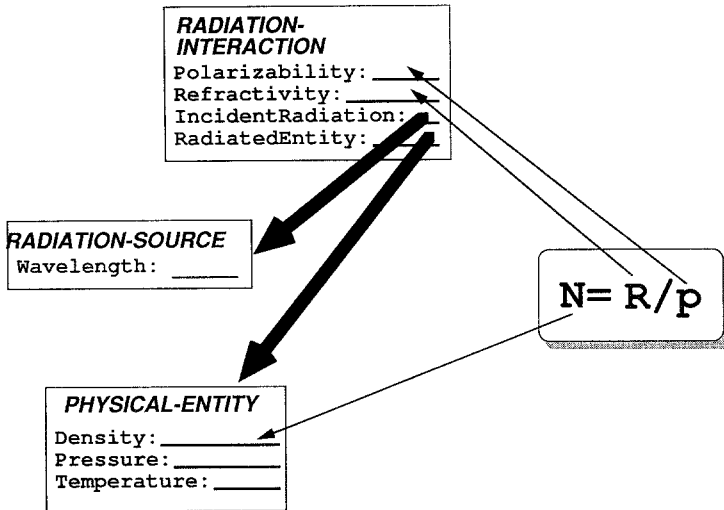 RADIATION-
INTERACTION
Polarizability:
Refractivity:
IncidentRadiation:
RadiatedEntity:
RADIATION-SOURCE
Wavelength:
N= R/p
PHYSICAL-ENTITY
Density:
Pressure:
Temperature: